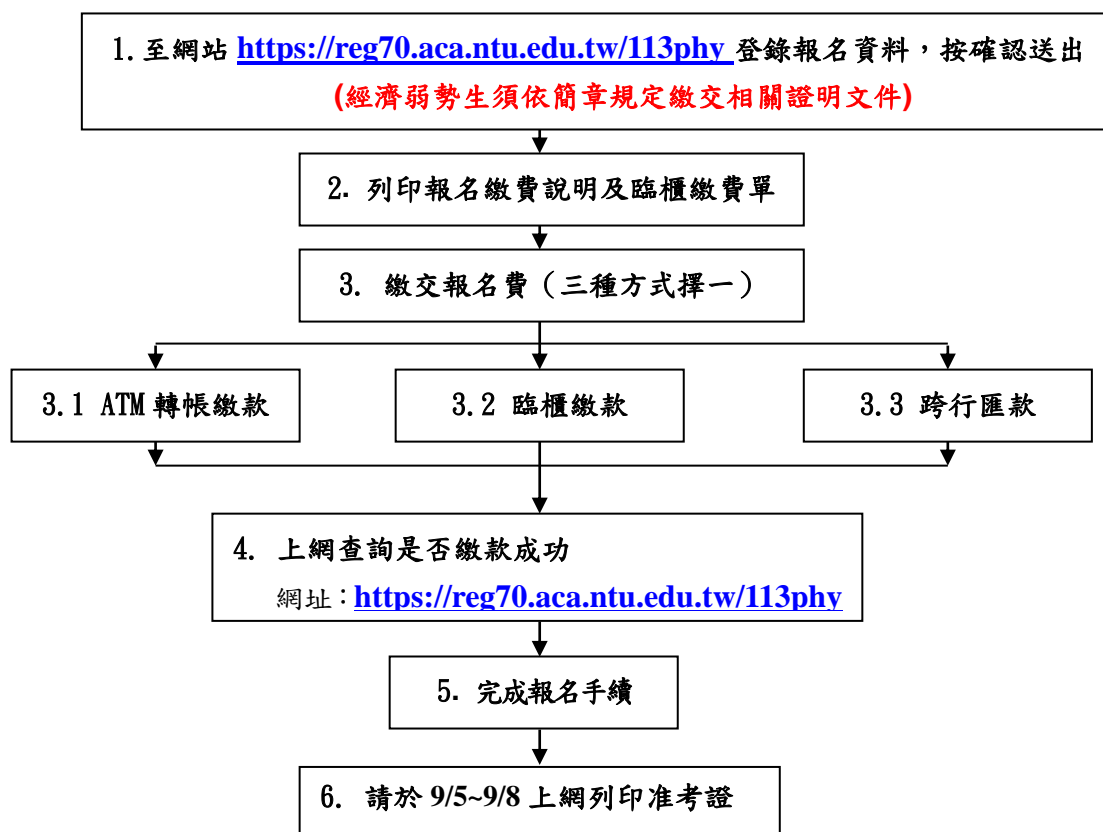 1.至網站 https://reg70.aca.ntu.edu.tw/113phy 登錄報名資料，按確認送出
(經濟弱勢生須依簡章規定繳交相關證明文件)
2. 列印報名繳費說明及臨櫃繳費單
3. 繳交報名費（三種方式擇一）
3.1 ATM 轉帳繳款
3.2 臨櫃繳款
3.3 跨行匯款
4. 上網查詢是否繳款成功
網址：https://reg70.aca.ntu.edu.tw/113phy
5. 完成報名手續
6. 請於 9/5~9/8 上網列印准考證